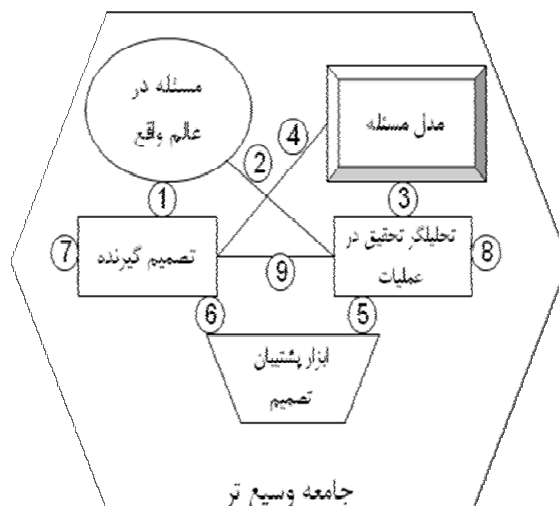 مسئله در
عالم واقع
مدل مسئله
4
2
3
1
تصمیم گیرنده
تحلیلگر تحقیق در
عملیات
7
8
9
6
5
ابزار پشتیبان
تصمیم
جامعه وسیع تر